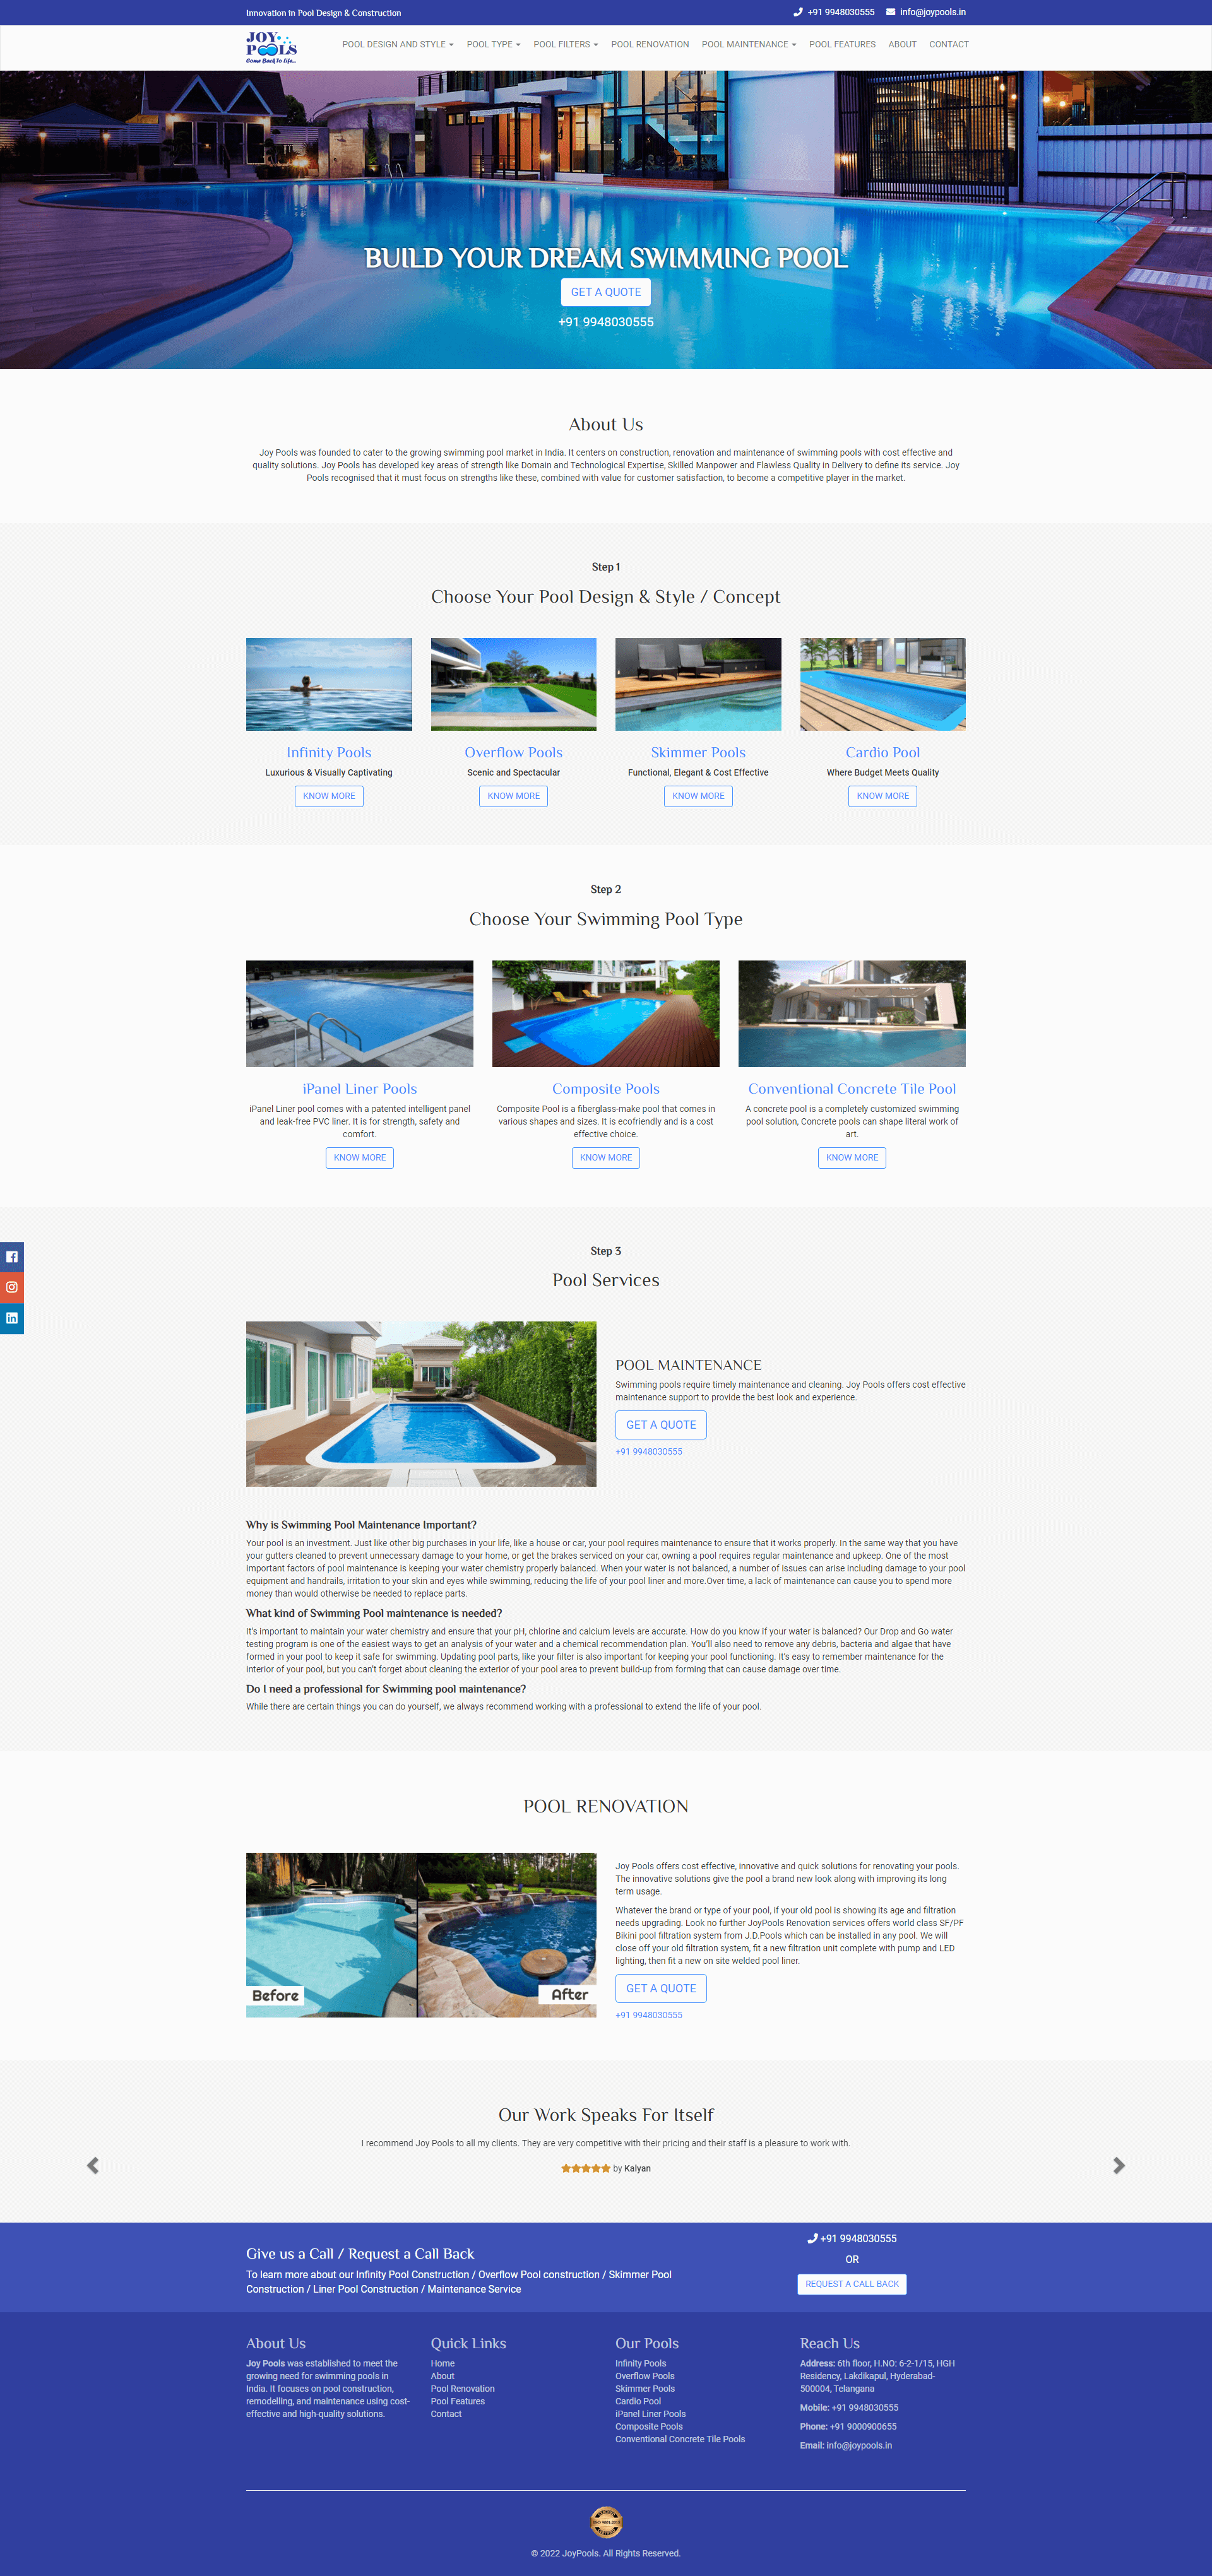 Innovation in Pool Design & Construction
+91 9948030555 info@joypools.in
JOY
POOLS
Come Back To Life...
POOL DESIGN AND STYLE POOL TYPE POOL FILTERS POOL RENOVATION POOL MAINTENANCE POOL FEATURES ABOUT CONTACT
BUILD YOUR DREAM SWIMMING POOL
GET A QUOTE
+91 9948030555
About Us
Joy Pools was founded to cater to the growing swimming pool market in India. It centers on construction, renovation and maintenance of swimming pools with cost effective and
quality solutions. Joy Pools has developed key areas of strength like Domain and Technological Expertise, Skilled Manpower and Flawless Quality in Delivery to define its service. Joy
Pools recognised that it must focus on strengths like these, combined with value for customer satisfaction, to become a competitive player in the market.
Step 1
Choose Your Pool Design & Style / Concept
Infinity Pools
Luxurious & Visually Captivating
KNOW MORE
Overflow Pools
Scenic and Spectacular
KNOW MORE
Skimmer Pools
Functional, Elegant & Cost Effective
KNOW MORE
Cardio Pool
Where Budget Meets Quality
KNOW MORE
Step 2
Choose Your Swimming Pool Type
iPanel Liner Pools
iPanel Liner pool comes with a patented intelligent panel
and leak-free PVC liner. It is for strength, safety and
comfort.
KNOW MORE
Composite Pools
Composite Pool is a fiberglass-make pool that comes in
various shapes and sizes. It is ecofriendly and is a cost
effective choice.
KNOW MORE
Conventional Concrete Tile Pool
A concrete pool is a completely customized swimming
pool solution, Concrete pools can shape literal work of
art.
KNOW MORE
Step 3
Pool Services
POOL MAINTENANCE
Swimming pools require timely maintenance and cleaning. Joy Pools offers cost effective
maintenance support to provide the best look and experience.
GET A QUOTE
+91 9948030555
Why is Swimming Pool Maintenance Important?
Your pool is an investment. Just like other big purchases in your life, like a house or car, your pool requires maintenance to ensure that it works properly. In the same way that you have
your gutters cleaned to prevent unnecessary damage to your home, or get the brakes serviced on your car, owning a pool requires regular maintenance and upkeep. One of the most
important factors of pool maintenance is keeping your water chemistry properly balanced. When your water is not balanced, a number of issues can arise including damage to your pool
equipment and handrails, irritation to your skin and eyes while swimming, reducing the life of your pool liner and more.Over time, a lack of maintenance can cause you to spend more
money than would otherwise be needed to replace parts.
What kind of Swimming Pool maintenance is needed?
It's important to maintain your water chemistry and ensure that your pH, chlorine and calcium levels are accurate. How do you know if your water is balanced? Our Drop and Go water
testing program is one of the easiest ways to get an analysis of your water and a chemical recommendation plan. You'll also need to remove any debris, bacteria and algae that have
formed in your pool to keep it safe for swimming. Updating pool parts, like your filter is also important for keeping your pool functioning. It's easy to remember maintenance for the
interior of your pool, but you can't forget about cleaning the exterior of your pool area to prevent build-up from forming that can cause damage over time.
Do I need a professional for Swimming pool maintenance?
While there are certain things you can do yourself, we always recommend working with a professional to extend the life of your pool.
POOL RENOVATION
Before
After
Joy Pools offers cost effective, innovative and quick solutions for renovating your pools.
The innovative solutions give the pool a brand new look along with improving its long
term usage.
Whatever the brand or type of your pool, if your old pool is showing its age and filtration
needs upgrading. Look no further JoyPools Renovation services offers world class SF/PF
Bikini pool filtration system from J.D.Pools which can be installed in any pool. We will
close off your old filtration system, fit a new filtration unit complete with pump and LED
lighting, then fit a new on site welded pool liner.
GET A QUOTE
+91 9948030555
Our Work Speaks For Itself
I recommend Joy Pools to all my clients. They are very competitive with their pricing and their staff is a pleasure to work with.
by Kalyan
Give us a Call / Request a Call Back
To learn more about our Infinity Pool Construction / Overflow Pool construction / Skimmer Pool
Construction / Liner Pool Construction / Maintenance Service
+91 9948030555
OR
REQUEST A CALL BACK
About Us
Joy Pools was established to meet the
growing need for swimming pools in
India. It focuses on pool construction,
remodelling, and maintenance using cost-
effective and high-quality solutions.
Quick Links
Home
About
Pool Renovation
Pool Features
Contact
Our Pools
Infinity Pools
Overflow Pools
Skimmer Pools
Cardio Pool
iPanel Liner Pools
Composite Pools
Conventional Concrete Tile Pools
Reach Us
Address: 6th floor, H.NO: 6-2-1/15, HGH
Residency, Lakdikapul, Hyderabad-
500004, Telangana
Mobile: +91 9948030555
Phone: +91 9000900655
Email: info@joypools.in
© 2022 JoyPools. All Rights Reserved.